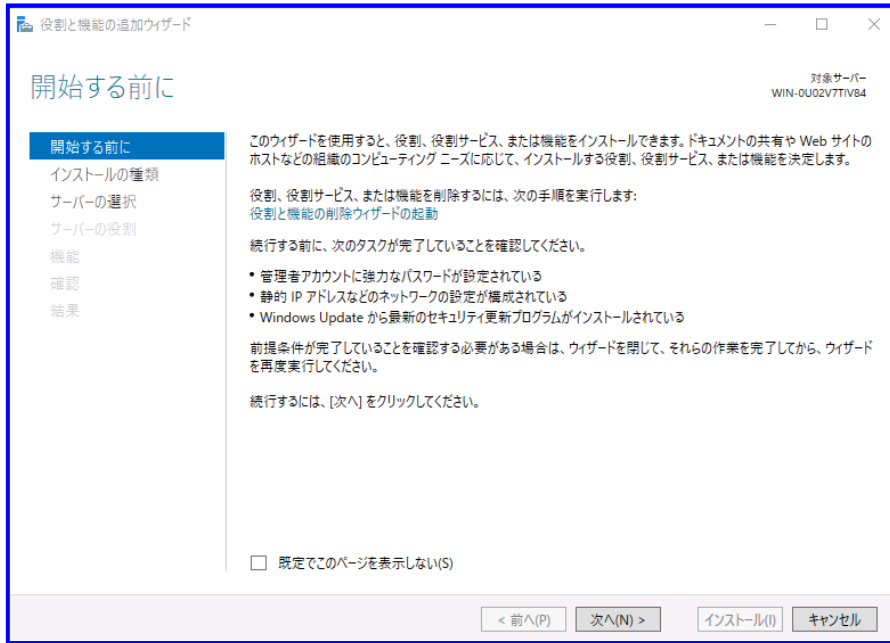 役割と機能の追加ウィザード
開始する前に
対象サーバー
WIN-0U02V7TIV84
開始する前に
インストールの種類
サーバーの選択
サーバーの役割
機能
確認
結果
このウィザードを使用すると、役割、役割サービス、または機能をインストールできます。ドキュメントの共有や Web サイトの
ホストなどの組織のコンピューティング ニーズに応じて、インストールする役割、役割サービス、または機能を決定します。
役割、役割サービス、または機能を削除するには、次の手順を実行します:
役割と機能の削除ウィザードの起動
続行する前に、次のタスクが完了していることを確認してください。
• 管理者アカウントに強力なパスワードが設定されている
• 静的 IP アドレスなどのネットワークの設定が構成されている
• Windows Update から最新のセキュリティ更新プログラムがインストールされている
前提条件が完了していることを確認する必要がある場合は、ウィザードを閉じて、それらの作業を完了してから、ウィザード
を再度実行してください。
続行するには、[次へ] をクリックしてください。
既定でこのページを表示しない(S)
< 前へ(P) 次へ(N) > インストール(I) キャンセル